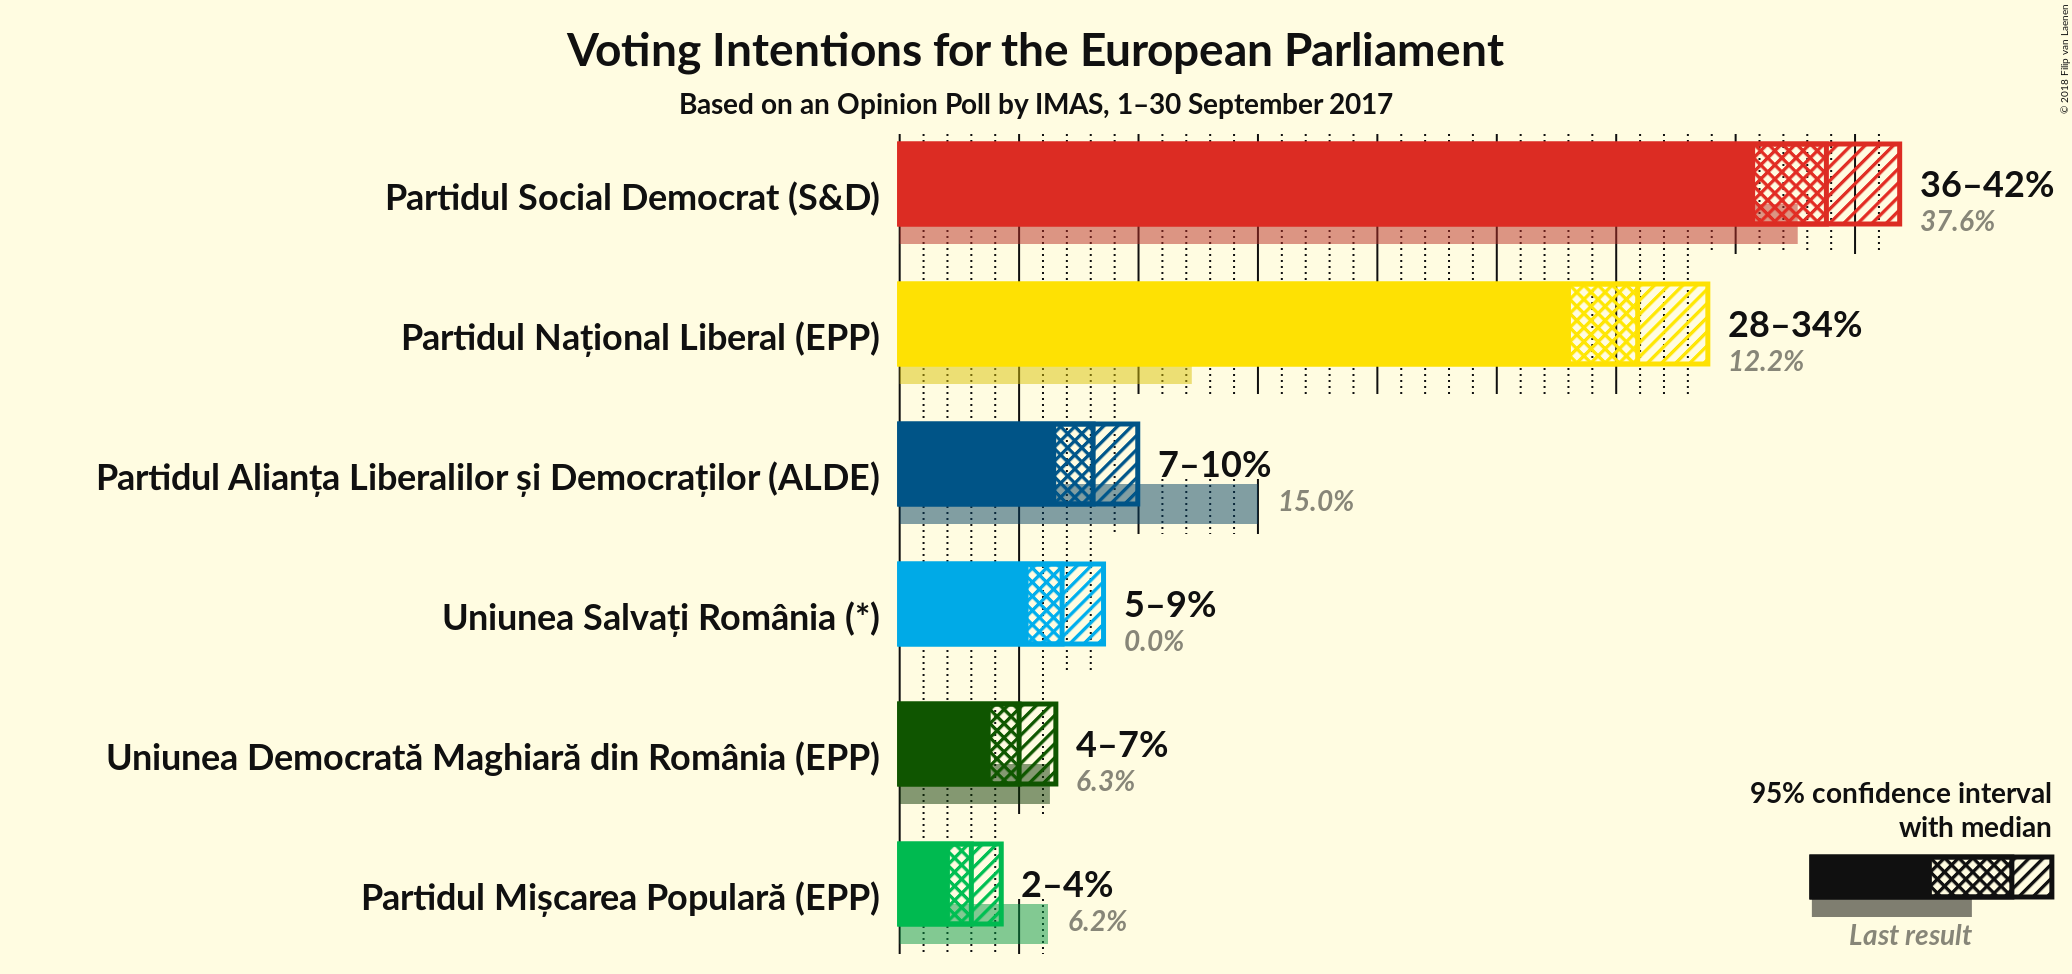 Voting Intentions for the European Parliament
Based on an Opinion Poll by IMAS, 1–30 September 2017
© 2018 Filip van Laenen
Partidul Social Democrat (S&D)
36–42%
37.6%
Partidul Național Liberal (EPP)
28–34%
12.2%
Partidul Alianța Liberalilor și Democraților (ALDE)
7–10%
15.0%
Uniunea Salvați România (*)
5–9%
0.0%
Uniunea Democrată Maghiară din România (EPP)
4–7%
6.3%
Partidul Mișcarea Populară (EPP)
2–4%
6.2%
95% confidence interval
with median
Last result